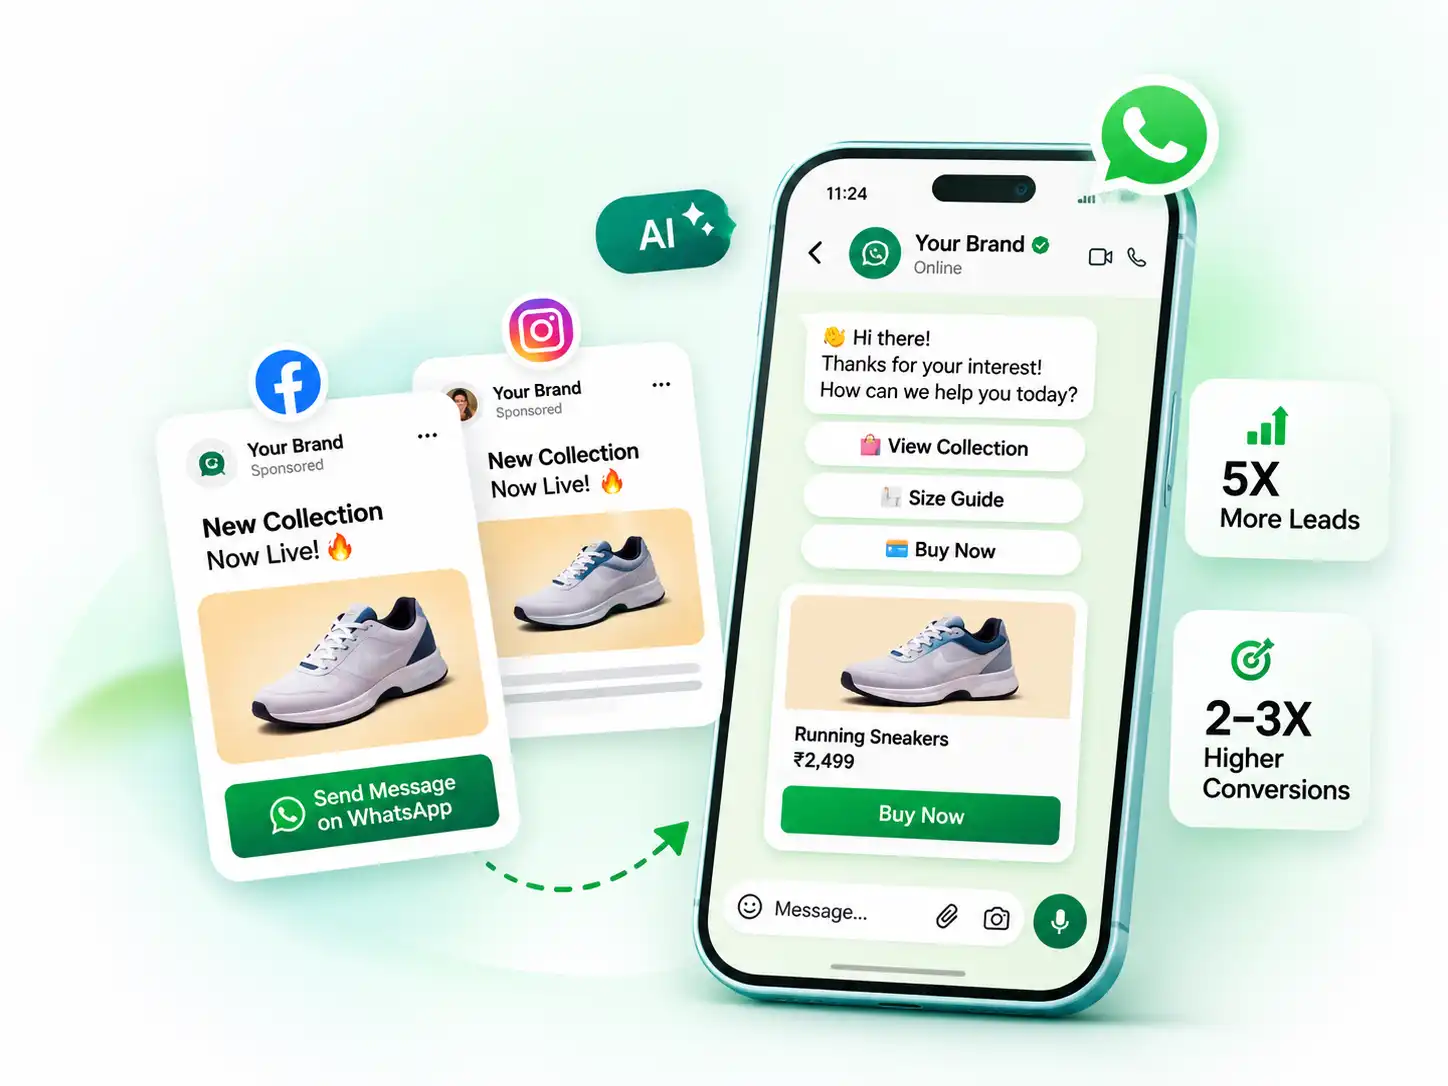 Your Brand
Sponsored
New Collection
Now Live! 🔥
Send Message
on WhatsApp
Your Brand
Sponsored
New Collection
Now Live! 🔥
AI
11:24
Your Brand
Online
👋 Hi there!
Thanks for your interest!
How can we help you today?
🛍️ View Collection
Size Guide
💳 Buy Now
Running Sneakers
₹2,499
Buy Now
Message...
5X
More Leads
2–3X
Higher
Conversions